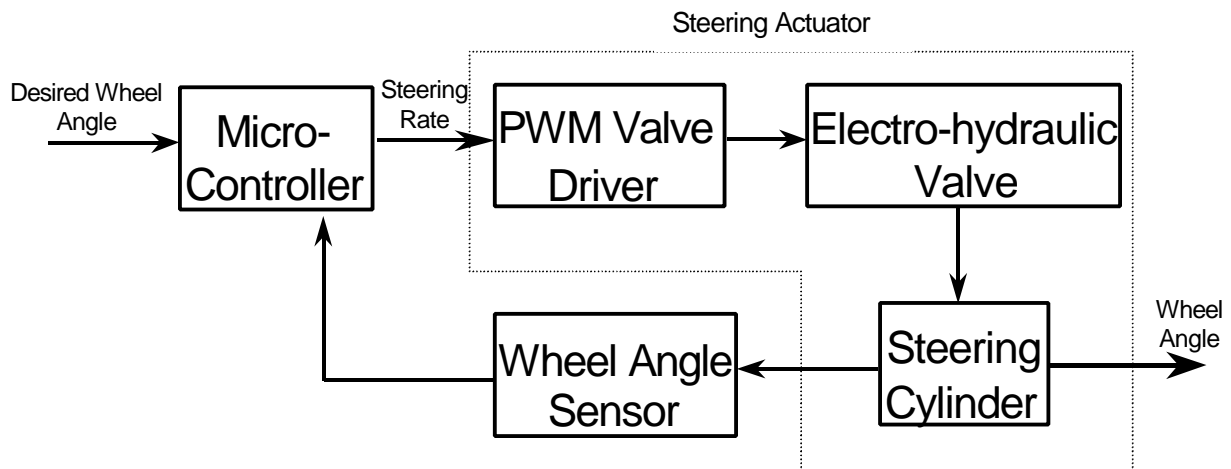 Steering Actuator
Desired Wheel
Angle
Micro-
Controller
Steering
Rate
PWM Valve
Driver
Electro-hydraulic
Valve
Wheel Angle
Sensor
Steering
Cylinder
Wheel
Angle